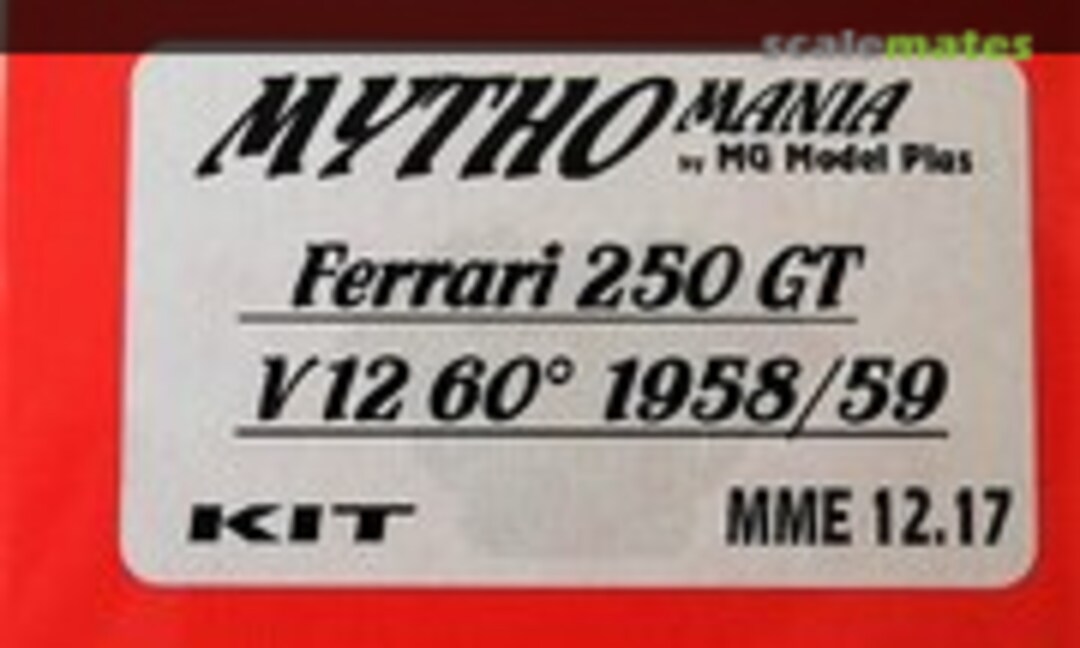 scalemates
MYTHO MANIA
by MG Model Plus
Ferrari 250 GT
V12 60° 1958/59
KIT MME 12.17